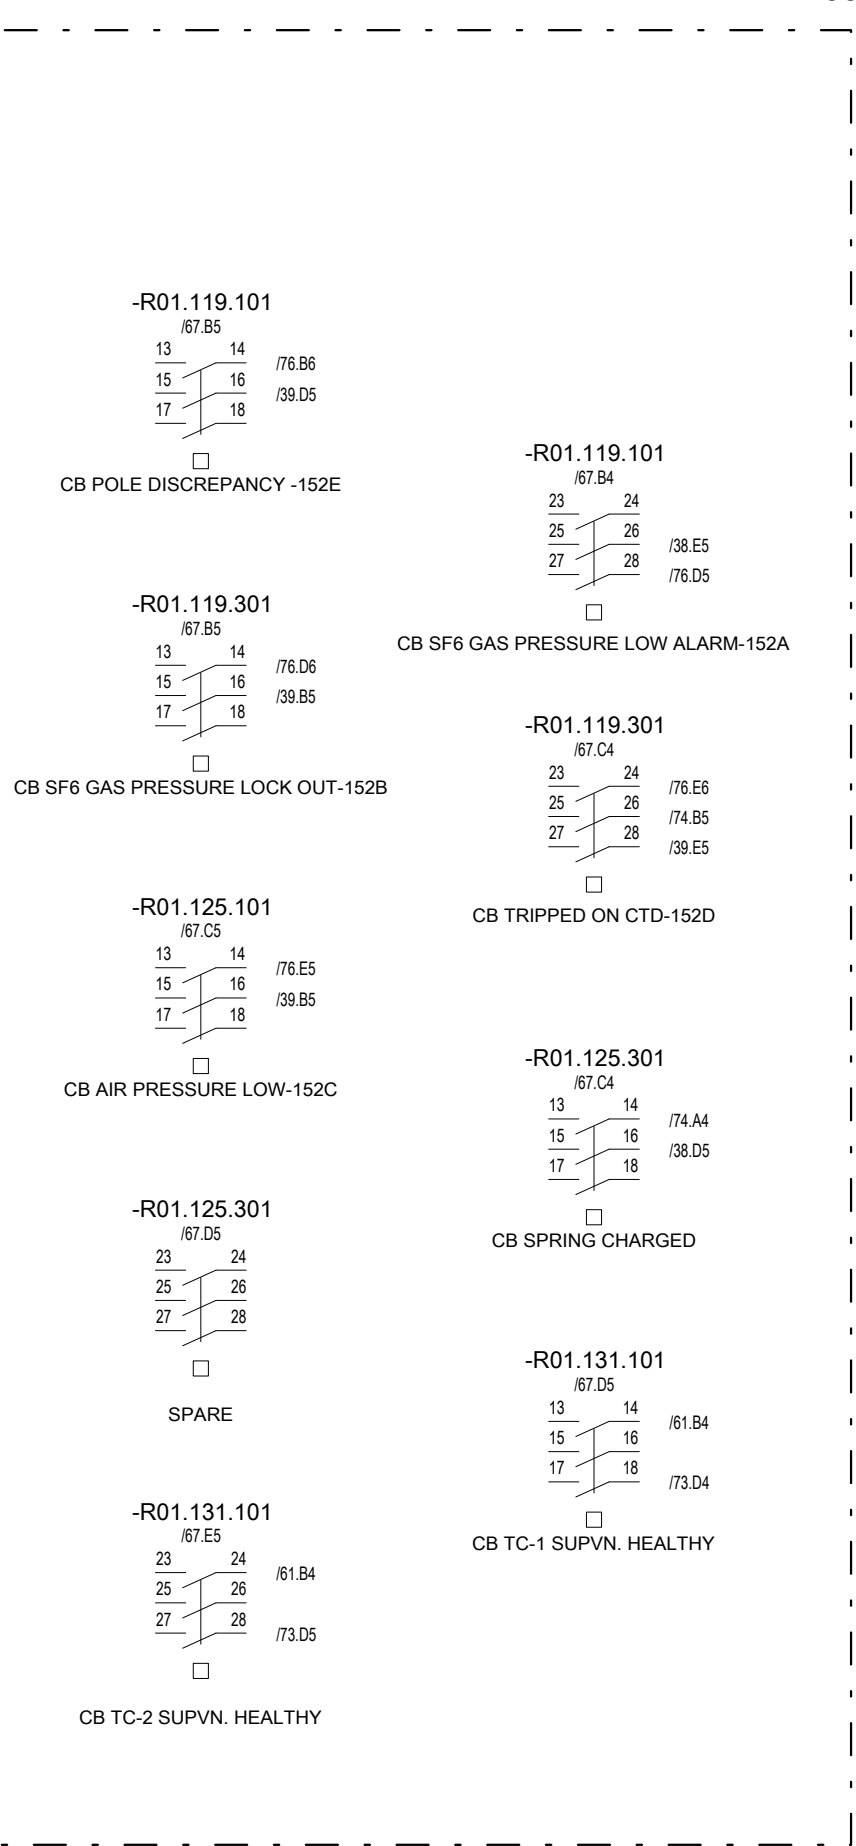 -R01.119.101
/67.B5
13 14
/76.B6
15 16
/39.D5
17 18
CB POLE DISCREPANCY -152E
-R01.119.301
/67.B5
13 14
/76.D6
15 16
/39.B5
17 18
CB SF6 GAS PRESSURE LOCK OUT-152B
-R01.125.101
/67.C5
13 14
/76.E5
15 16
/39.B5
17 18
CB AIR PRESSURE LOW-152C
-R01.125.301
/67.D5
23 24
25 26
27 28
SPARE
-R01.131.101
/67.E5
23 24
/61.B4
25 26
27 28
/73.D5
CB TC-2 SUPVN. HEALTHY
-R01.119.101
/67.B4
23 24
25 26
/38.E5
27 28
/76.D5
CB SF6 GAS PRESSURE LOW ALARM-152A
-R01.119.301
/67.C4
23 24
/76.E6
25 26
/74.B5
27 28
/39.E5
CB TRIPPED ON CTD-152D
-R01.125.301
/67.C4
13 14
/74.A4
15 16
/38.D5
17 18
CB SPRING CHARGED
-R01.131.101
/67.D5
13 14
/61.B4
15 16
17 18
/73.D4
CB TC-1 SUPVN. HEALTHY